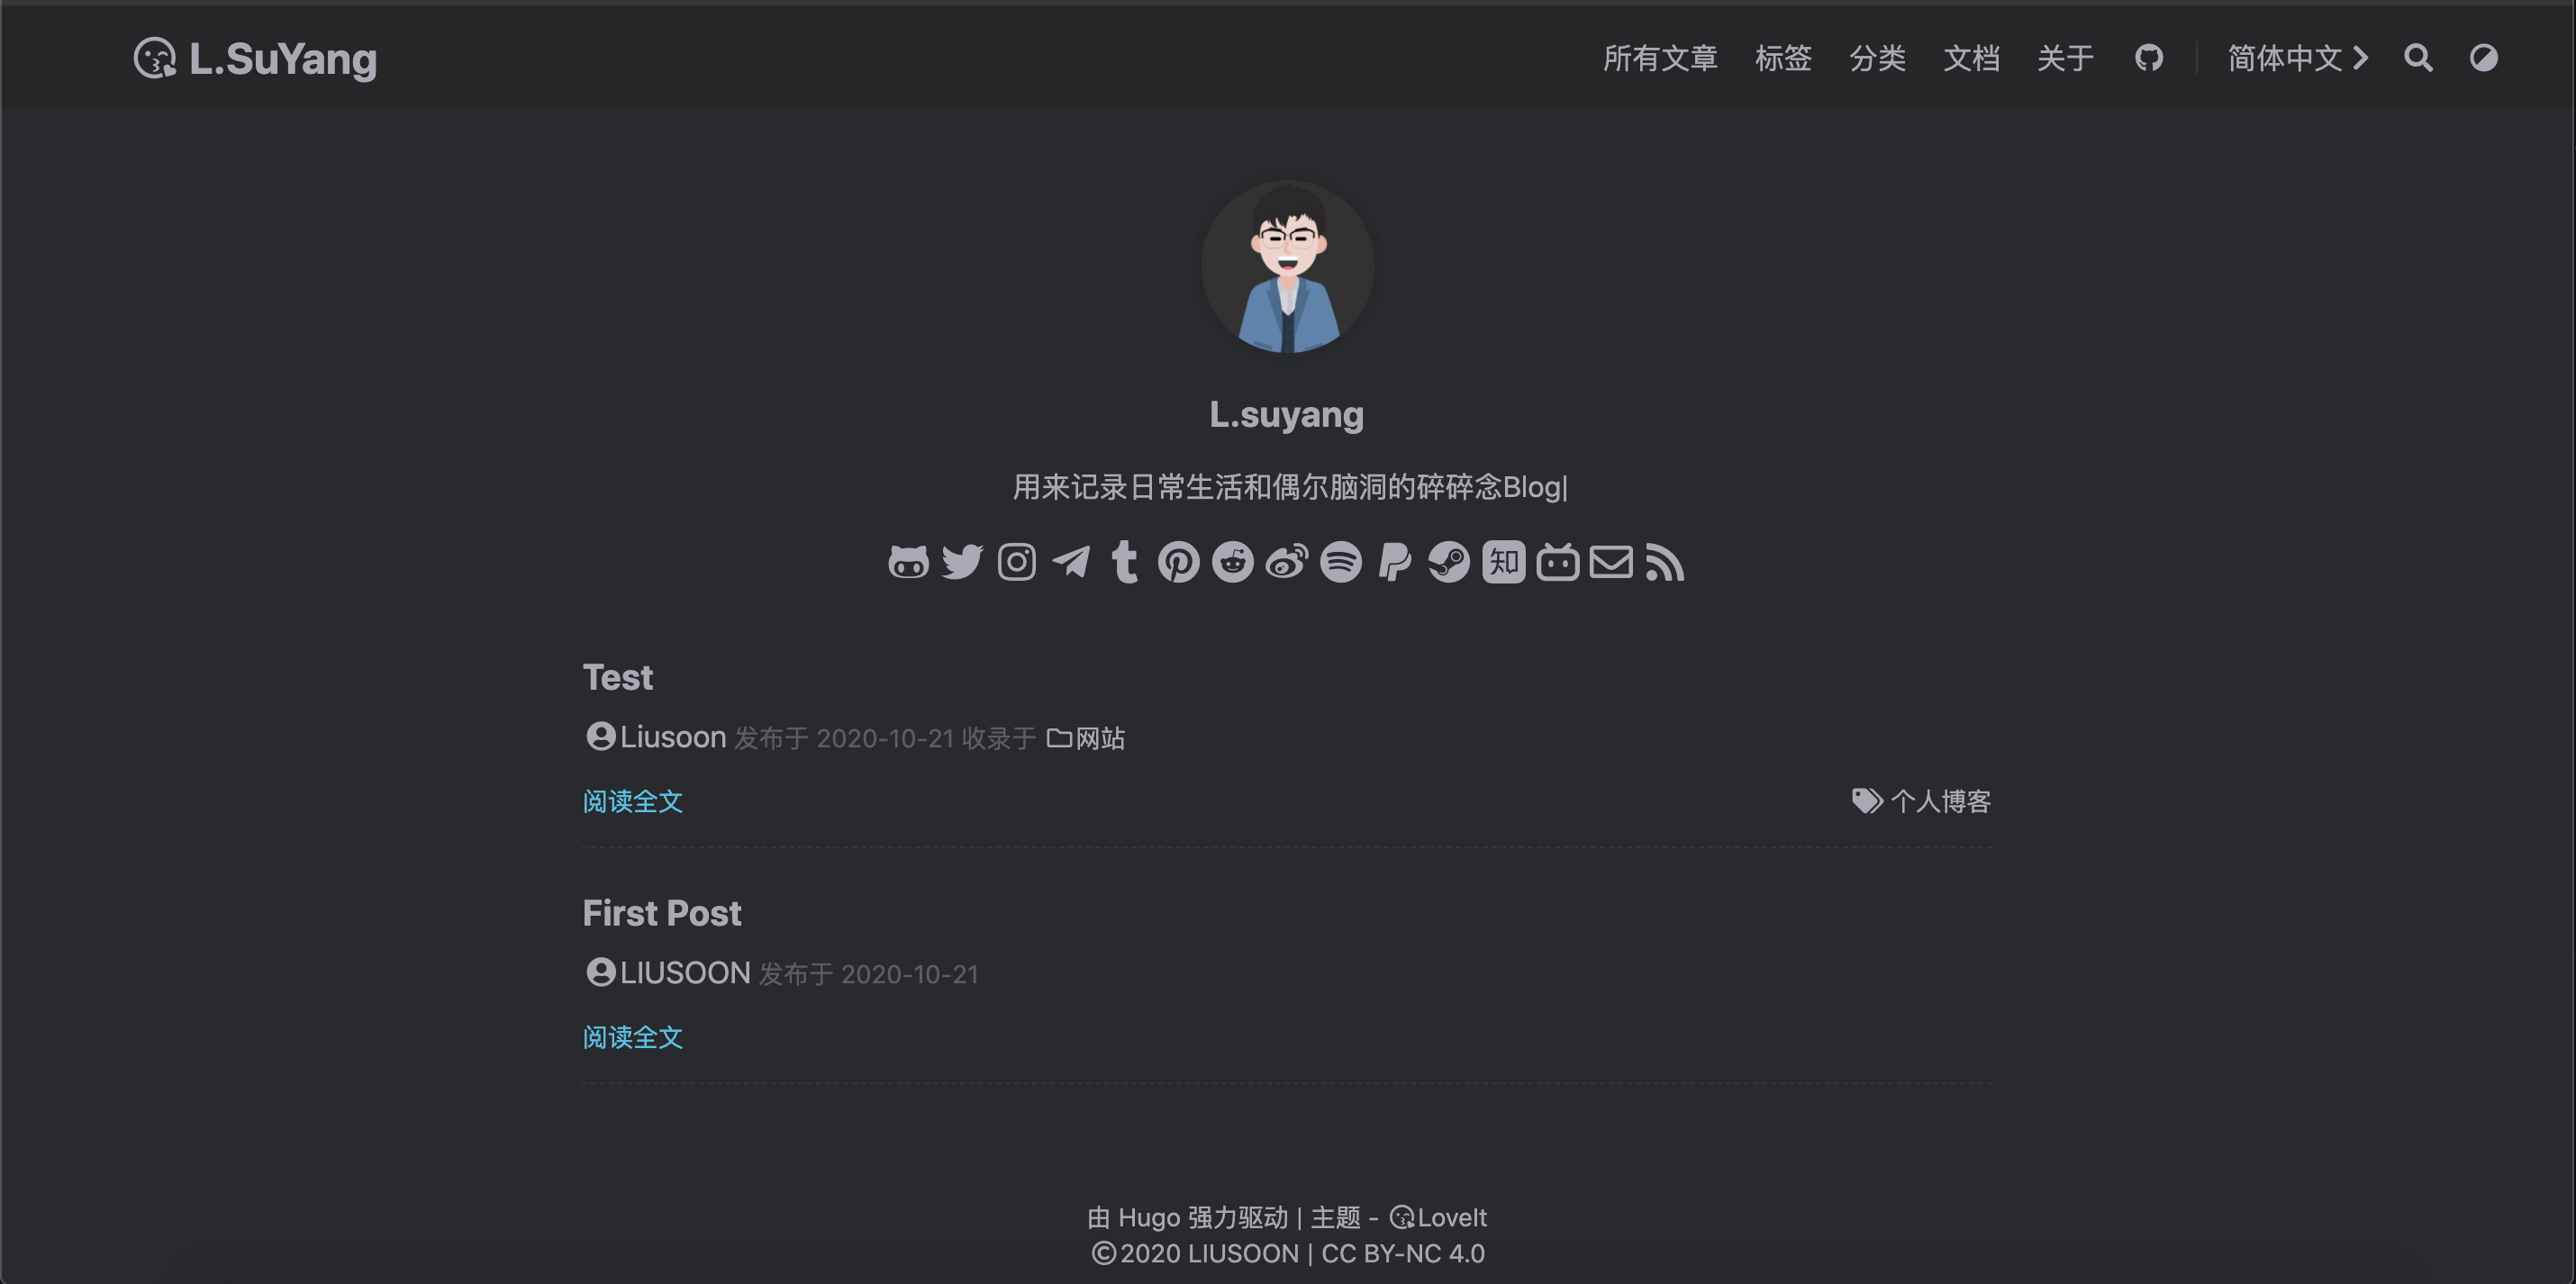 L.SuYang
所有文章 标签 分类 文档 关于 简体中文
L.suyang
用来记录日常生活和偶尔脑洞的碎碎念Blog|
知
Test
Liusoon 发布于 2020-10-21 收录于 网站
阅读全文 个人博客
First Post
LIUSOON 发布于 2020-10-21
阅读全文
由 Hugo 强力驱动 | 主题 - LoveIt
©2020 LIUSOON | CC BY-NC 4.0